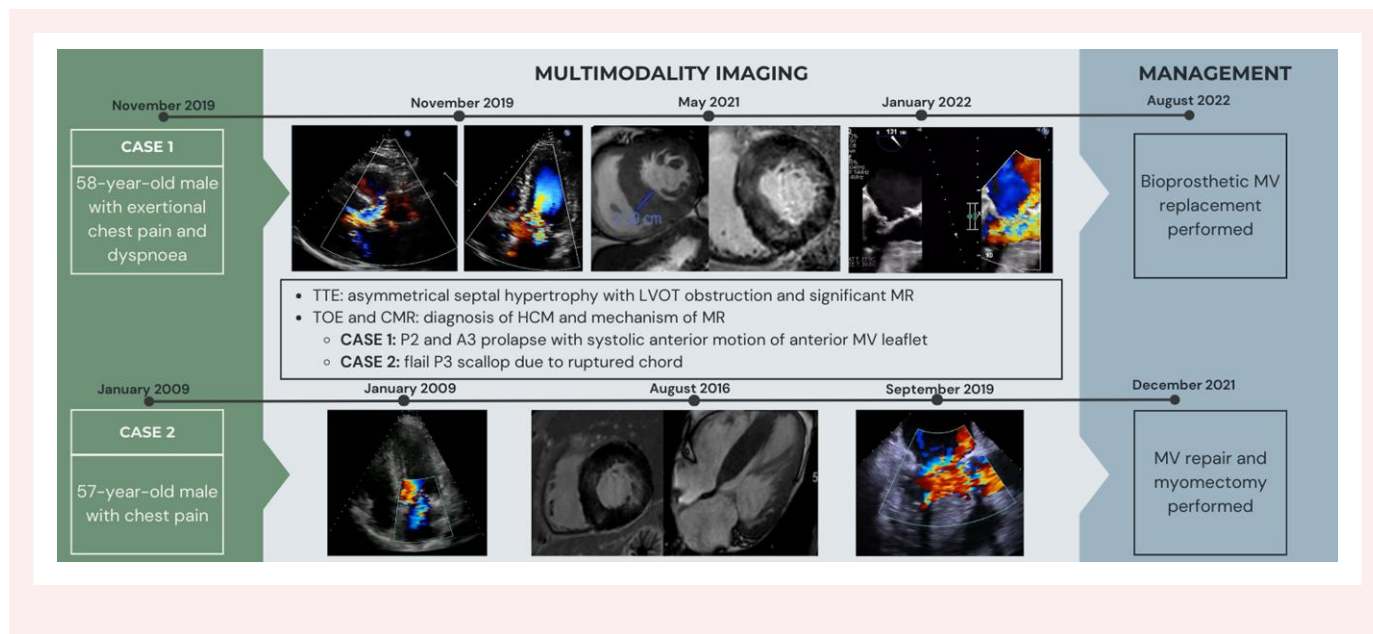 MULTIMODALITY IMAGING
MANAGEMENT
November 2019
November 2019
May 2021
January 2022
August 2022
CASE 1
58-year-old male
with exertional
chest pain and
dyspnoea
131
Bioprosthetic MV
replacement
performed
• TTE: asymmetrical septal hypertrophy with LVOT obstruction and significant MR
• TOE and CMR: diagnosis of HCM and mechanism of MR
○ CASE 1: P2 and A3 prolapse with systolic anterior motion of anterior MV leaflet
○ CASE 2: flail P3 scallop due to ruptured chord
January 2009
January 2009
August 2016
September 2019
December 2021
CASE 2
57-year-old male
with chest pain
5
MV repair and
myomectomy
performed